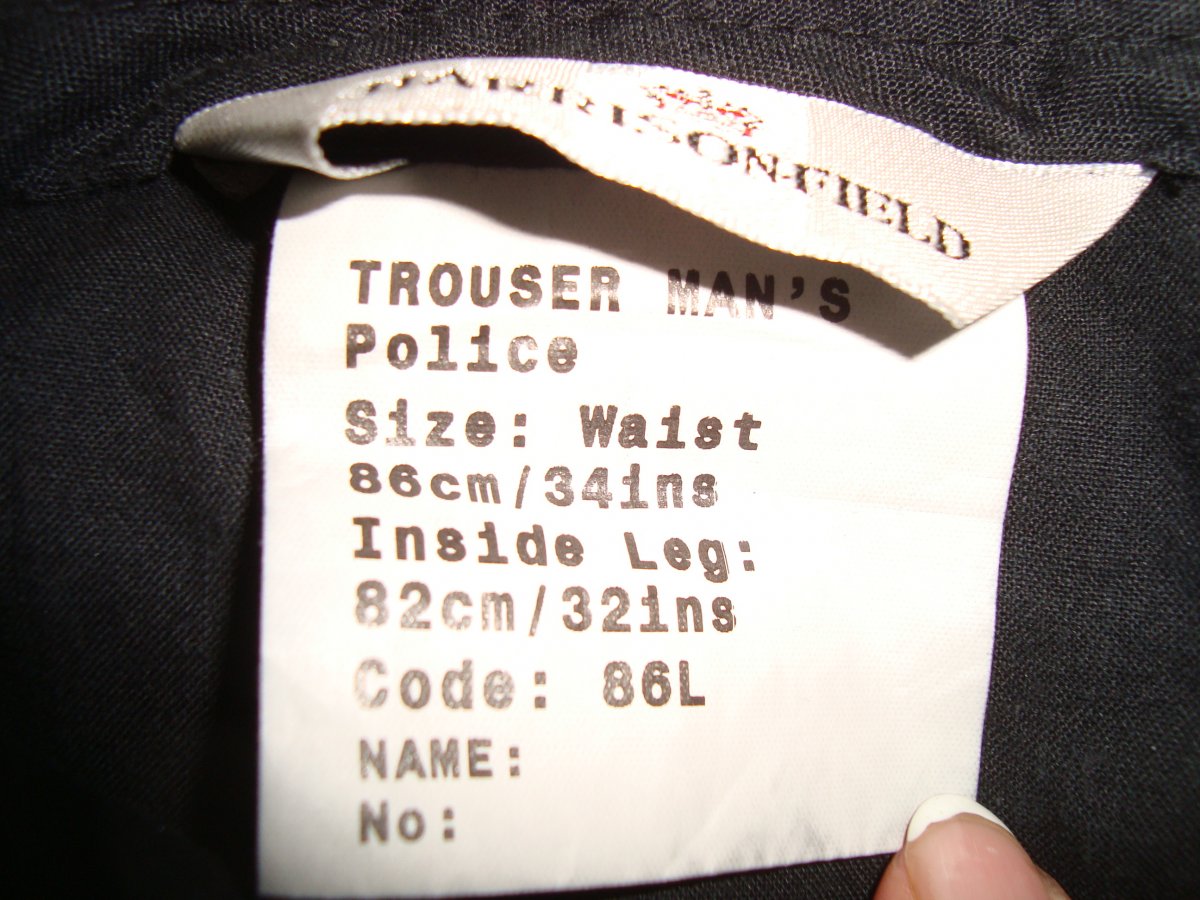 HARRISON-FIELD
TROUSER MAN'S
Police
Size: Waist
86cm/34ins
Inside Leg:
82cm/32ins
Code: 86L
NAME:
No: